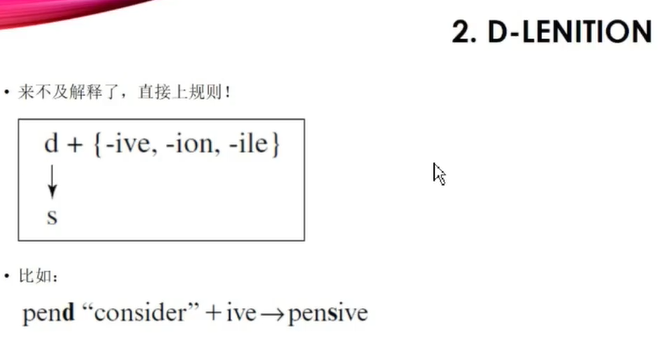 2. D-LENITION
• 来不及解释了，直接上规则！
d + {-ive, -ion, -ile}
↓
s
• 比如：
pend “consider” + ive→pensive